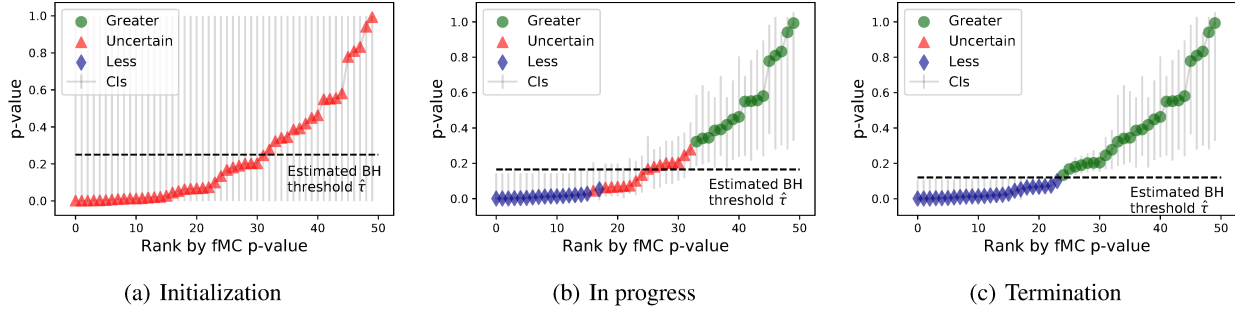 1.0
0.8
0.6
0.4
0.2
0.0
p-value
Greater
Uncertain
Less
CIs
Estimated BH
threshold τ̂
0 10 20 30 40 50
Rank by fMC p-value
(a) Initialization
1.0
0.8
0.6
0.4
0.2
0.0
p-value
Greater
Uncertain
Less
CIs
Estimated BH
threshold τ̂
0 10 20 30 40 50
Rank by fMC p-value
(b) In progress
1.0
0.8
0.6
0.4
0.2
0.0
p-value
Greater
Uncertain
Less
CIs
Estimated BH
threshold τ̂
0 10 20 30 40 50
Rank by fMC p-value
(c) Termination